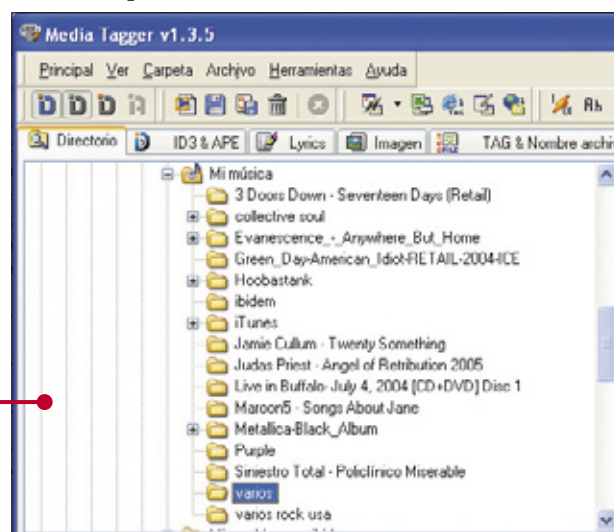 Media Tagger v1.3.5
Principal Ver Carpeta Archivo Herramientas Ayuda
Directorio ID3 & APE Lyrics Imagen TAG & Nombre archi
Mi música
3 Doors Down - Seventeen Days (Retail)
collective soul
Evanescence_-_Anywhere_But_Home
Green_Day-American_Idiot-RETAIL-2004-ICE
Hoobastank
ibidem
iTunes
Jamie Cullum - Twenty Something
Judas Priest - Angel of Retribution 2005
Live in Buffalo-July 4, 2004 [CD+DVD] Disc 1
Maroon5 - Songs About Jane
Metallica-Black_Album
Purple
Siniestro Total - Policlínico Miserable
varios
varios rock usa